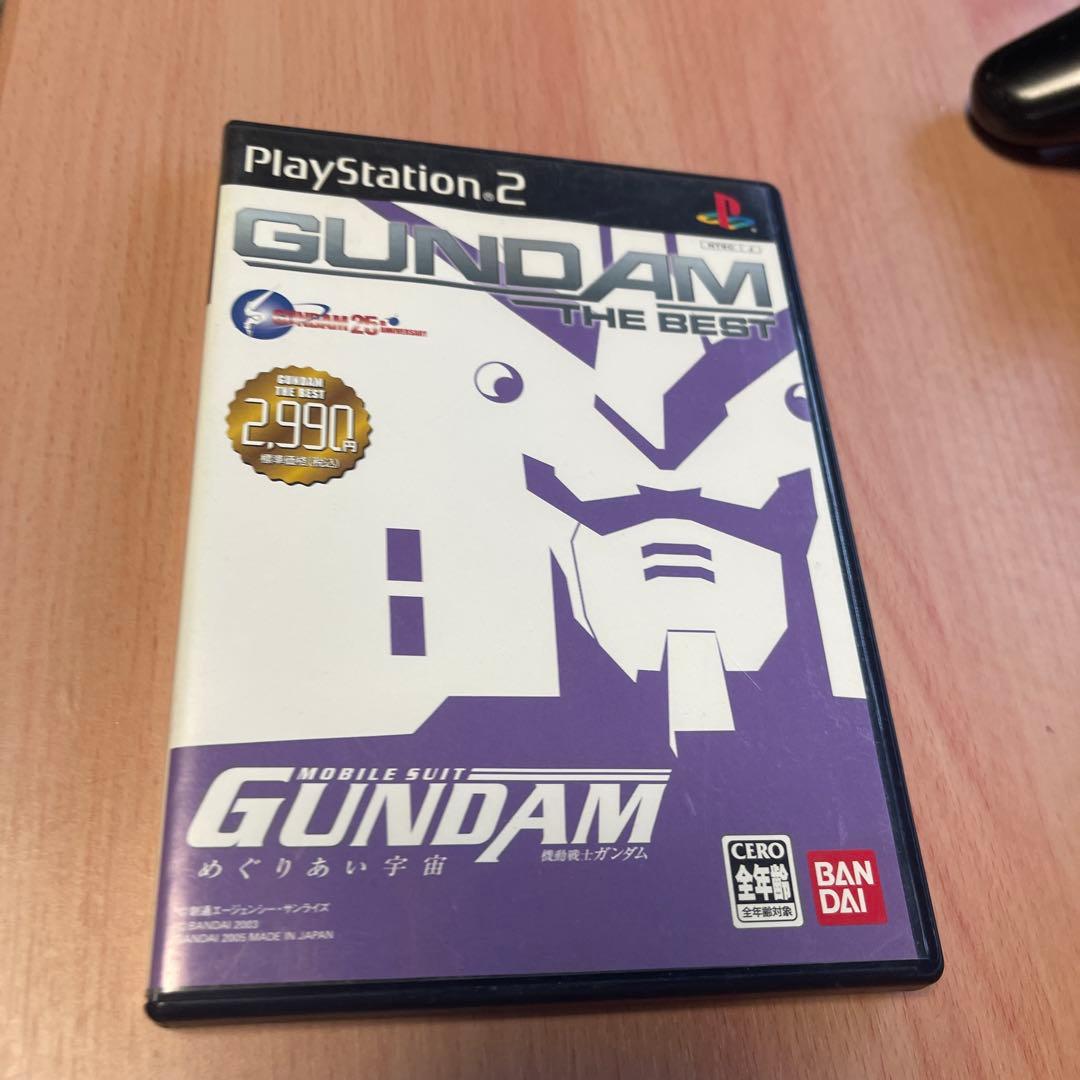 PlayStation®2
NTSC J
GUNDAM
THE BEST
GUNDAM 25th ANNIVERSARY
GUNDAM
THE BEST
2,990円
標準価格(税込)
MOBILE SUIT
GUNDAM
機動戦士ガンダム
めぐりあい宇宙
創通エージェンシー・サンライズ
BANDAI 2003
BANDAI 2005 MADE IN JAPAN
CERO
全年齢
全年齢対象
BAN
DAI